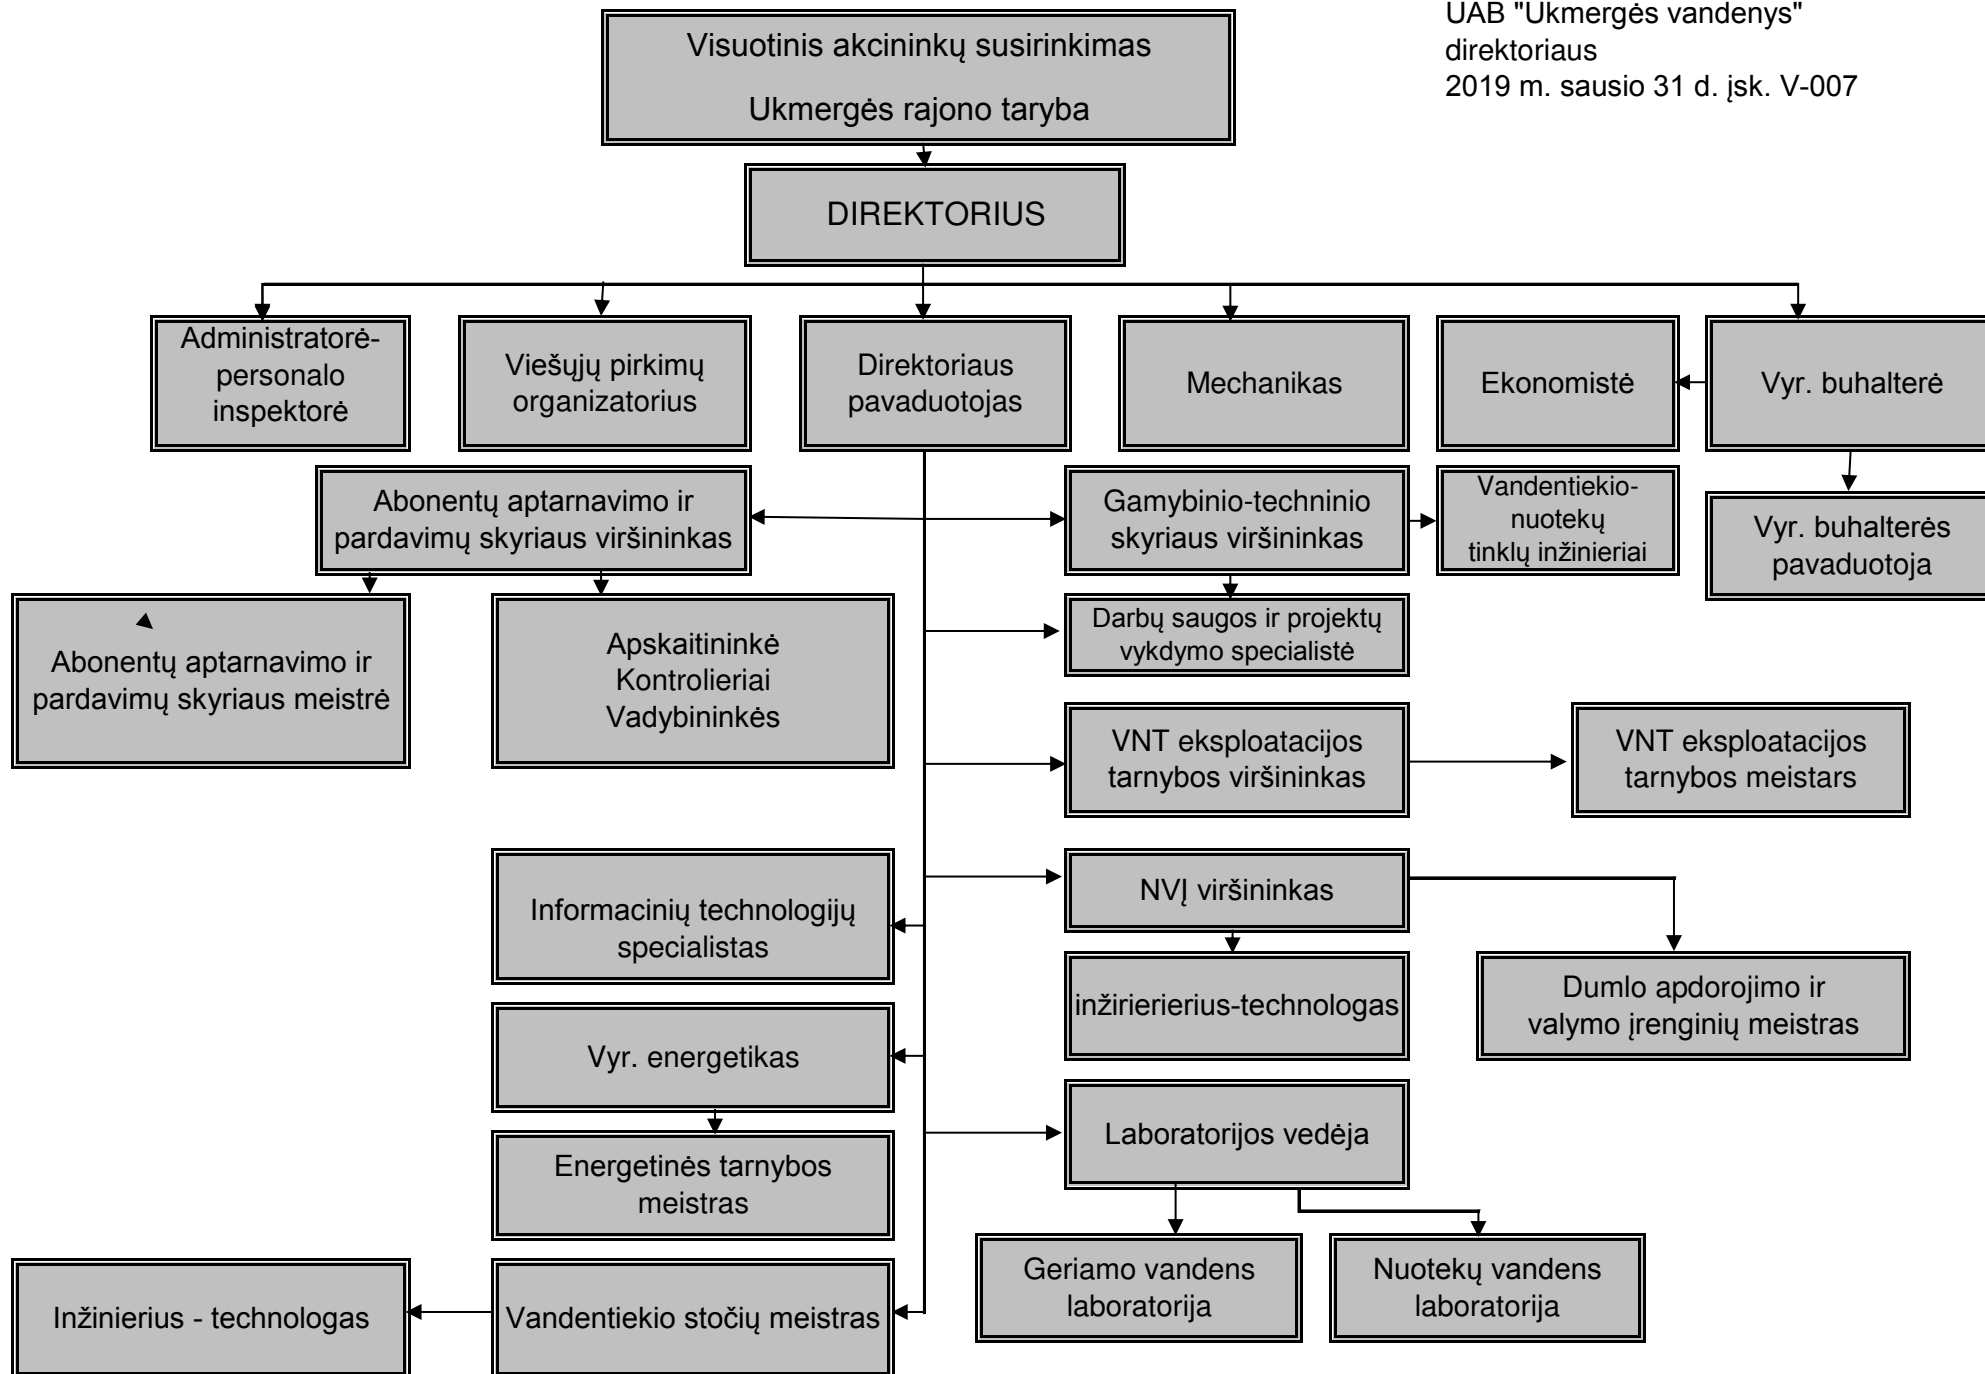 UAB "Ukmergės vandenys"
direktoriaus
2019 m. sausio 31 d. įsk. V-007
Visuotinis akcininkų susirinkimas
Ukmergės rajono taryba
DIREKTORIUS
Administratorė-
personalo
inspektorė
Viešųjų pirkimų
organizatorius
Direktoriaus
pavaduotojas
Mechanikas
Ekonomistė
Vyr. buhalterė
Abonentų aptarnavimo ir
pardavimų skyriaus viršininkas
Gamybinio-techninio
skyriaus viršininkas
Vandentiekio-
nuotekų
tinklų inžinieriai
Vyr. buhalterės
pavaduotoja
Abonentų aptarnavimo ir
pardavimų skyriaus meistrė
Apskaitininkė
Kontrolieriai
Vadybininkės
Darbų saugos ir projektų
vykdymo specialistė
VNT eksploatacijos
tarnybos viršininkas
VNT eksploatacijos
tarnybos meistars
Informacinių technologijų
specialistas
NVĮ viršininkas
inžirierierius-technologas
Dumlo apdorojimo ir
valymo įrenginių meistras
Vyr. energetikas
Energetinės tarnybos
meistras
Laboratorijos vedėja
Geriamo vandens
laboratorija
Nuotekų vandens
laboratorija
Inžinierius - technologas
Vandentiekio stočių meistras